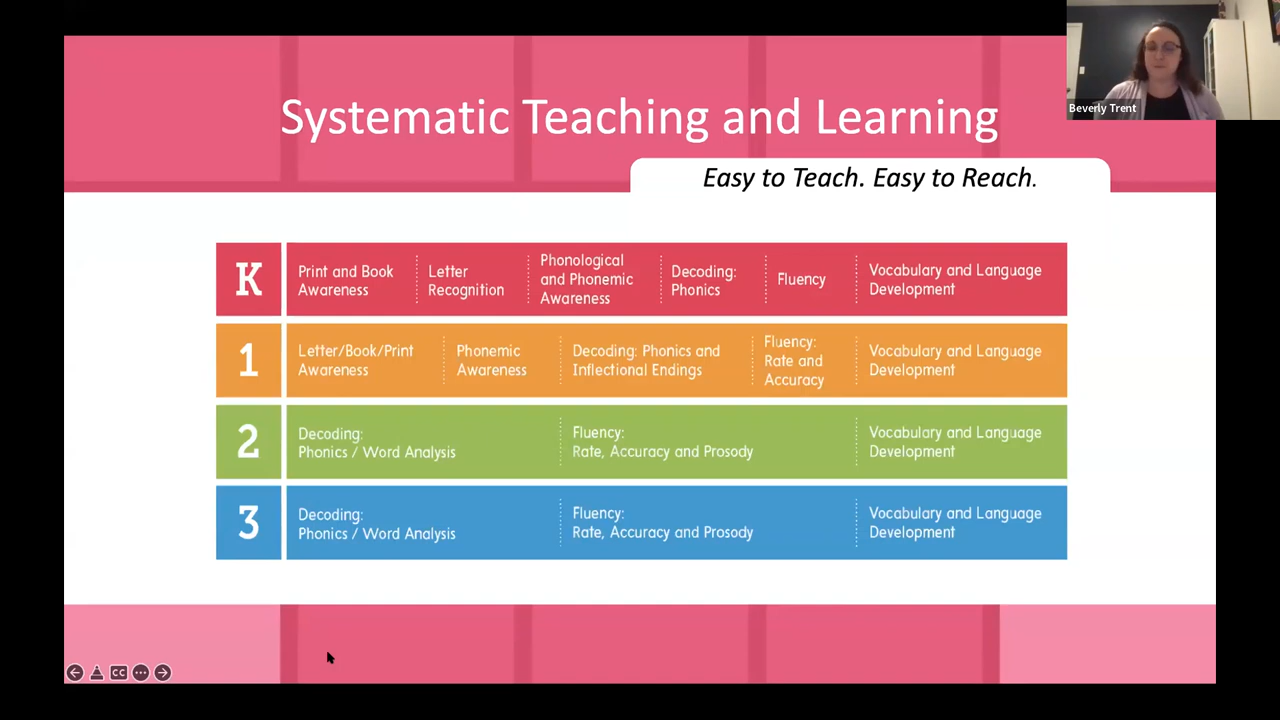 Systematic Teaching and Learning
Beverly Trent
Easy to Teach. Easy to Reach.
K
Print and Book
Awareness
Letter
Recognition
Phonological
and Phonemic
Awareness
Decoding:
Phonics
Fluency
Vocabulary and Language
Development
1
Letter/Book/Print
Awareness
Phonemic
Awareness
Decoding: Phonics and
Inflectional Endings
Fluency:
Rate and
Accuracy
Vocabulary and Language
Development
2
Decoding:
Phonics / Word Analysis
Fluency:
Rate, Accuracy and Prosody
Vocabulary and Language
Development
3
Decoding:
Phonics / Word Analysis
Fluency:
Rate, Accuracy and Prosody
Vocabulary and Language
Development
CC